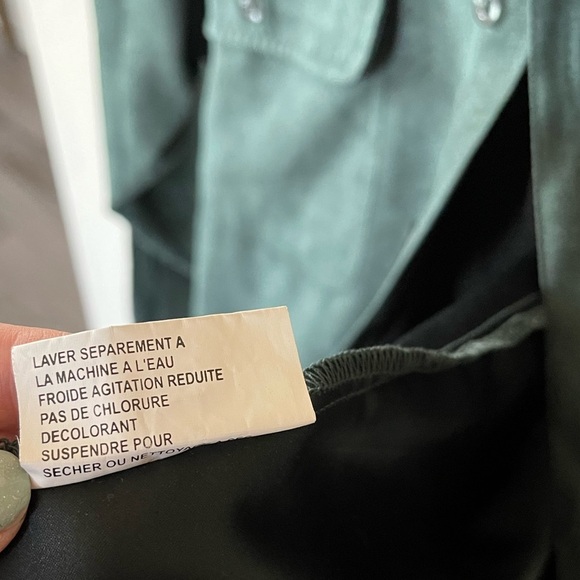 LAVER SEPAREMENT A
LA MACHINE A L'EAU
FROIDE AGITATION REDUITE
PAS DE CHLORURE
DECOLORANT
SUSPENDRE POUR
SECHER OU